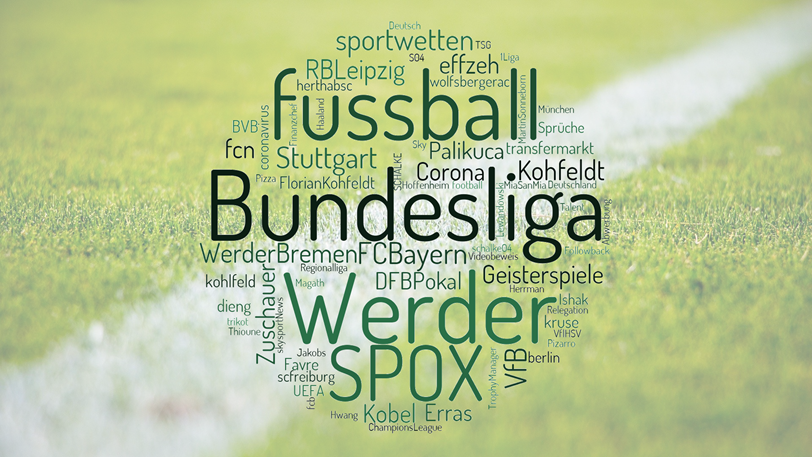 Deutsch
sportwetten TSG
S04 1Liga
RBLeipzig effzeh
herthabsc wolfsbergerac
MartinSonneborn
fussball
Finanzchef
Haaland
München
BVB coronavirus Sprüche
fcn Sky Palikuca transfermarkt
Stuttgart SCHALKE Corona Kohfeldt
Pizza FlorianKohfeldt Hoffenheim football MiaSanMia Deutschland
Bundesliga
Talent
WerderBremen FCBayern schalke04 Followback
Videobeweis
Regionalliga
kohlfeld Magath DFBPokal Geisterspiele
Herrman
Zuschauer
skysportNews
dieng Werder Ishak
Relegation
trikot kruse
Thioune VfLHSV
Pizarro
Jakobs SPOX VfB berlin
Favre
scfreiburg
UEFA TrophyManager
fcb
Hwang Kobel Erras
ChampionsLeague